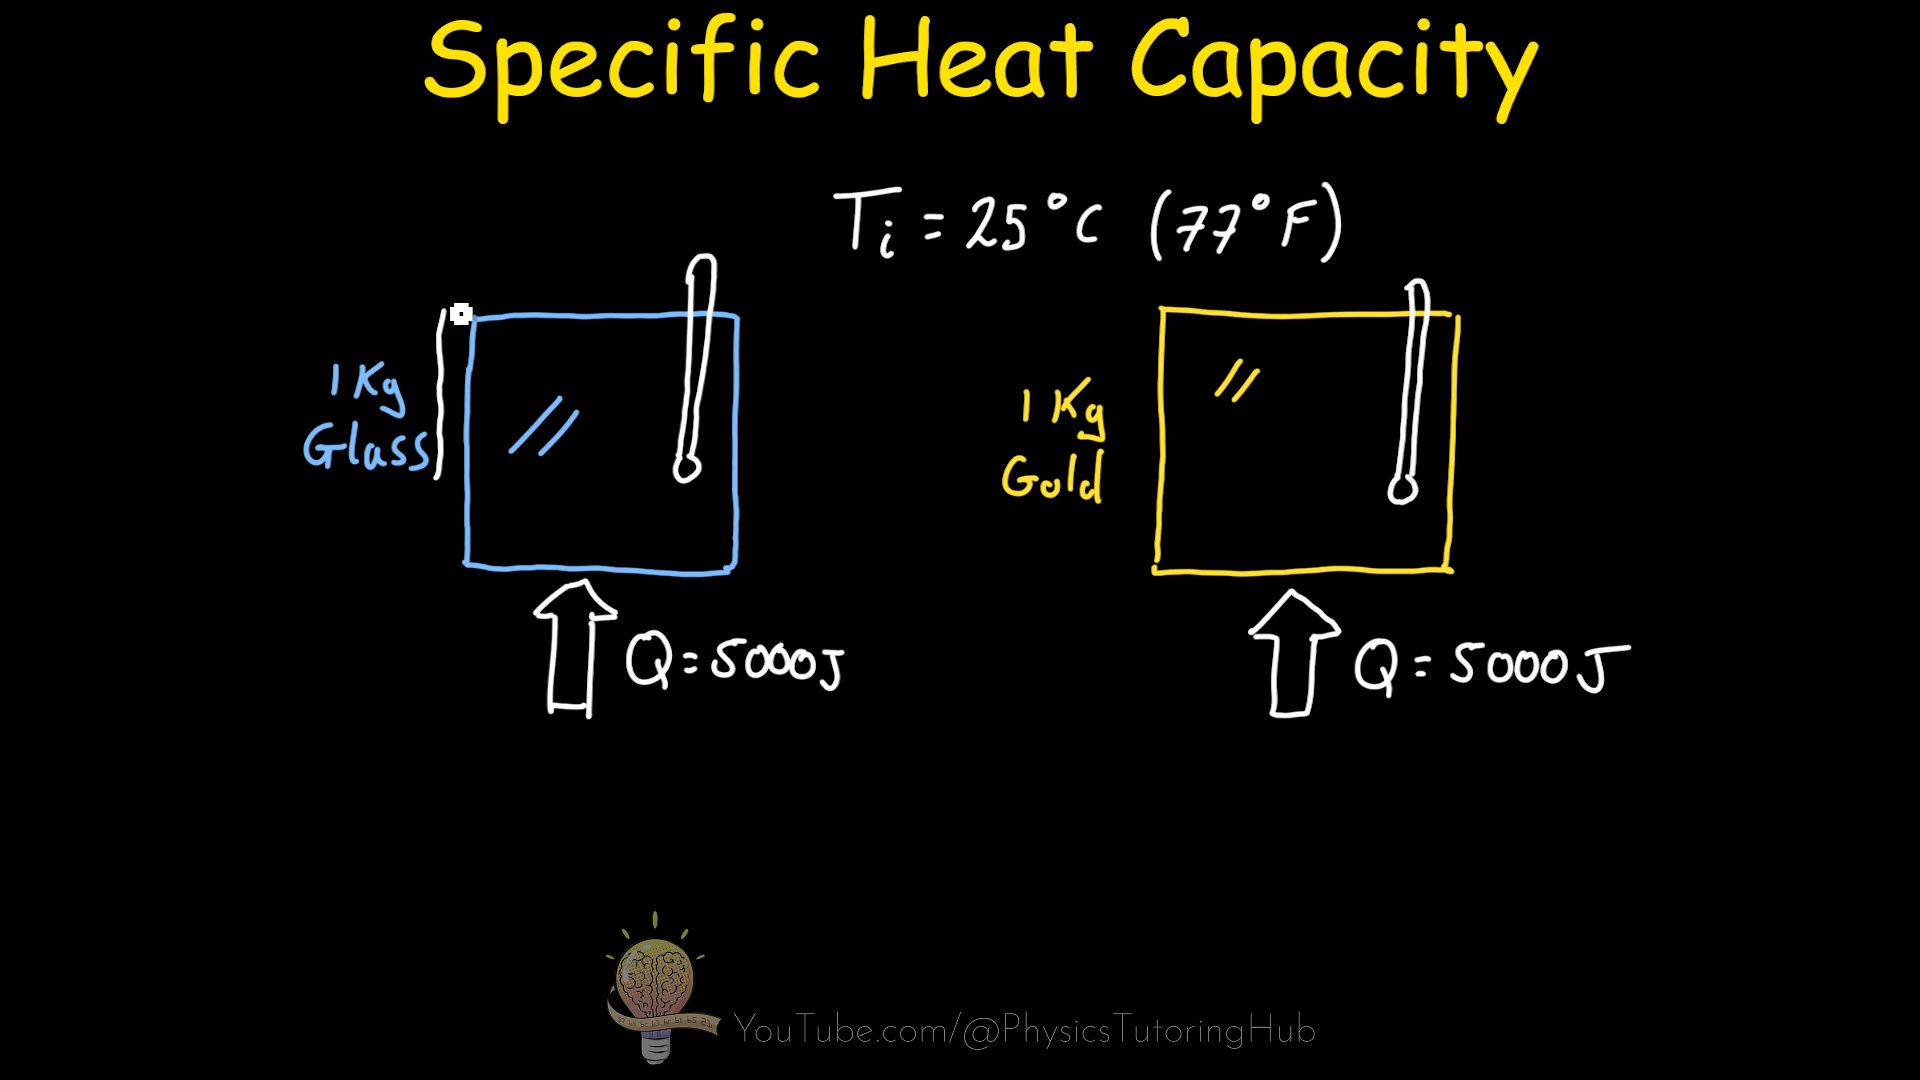 Specific Heat Capacity
Ti = 25°C (77°F)
1 Kg
Glass
1 Kg
Gold
Q = 5000J
Q = 5000J
YouTube.com/@PhysicsTutoringHub